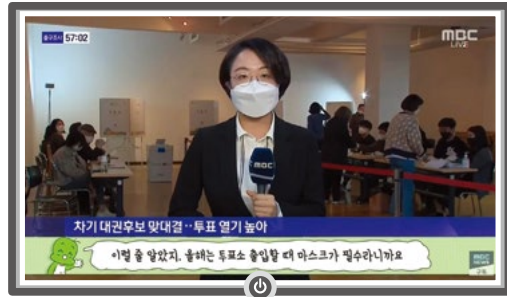 출구조사 57:02
MBC
LIVE
mbc
차기 대권후보 맞대결··투표 열기 높아
이럴 줄 알았지. 올해는 투표소 출입할 때 마스크가 필수라니까요
MBC